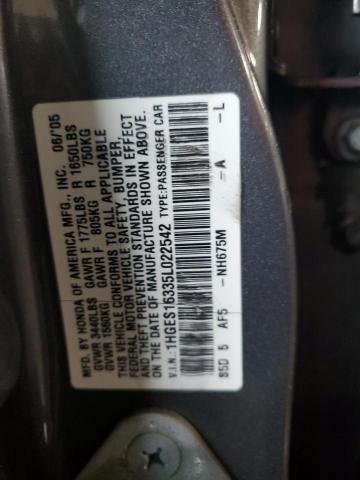 MFD. BY HONDA OF AMERICA MFG., INC. 06/'05
GVWR 3440LBS GAWR F 1775LBS R 1650LBS
GVWR 1560KG GAWR F 805KG R 750KG
THIS VEHICLE CONFORMS TO ALL APPLICABLE
FEDERAL MOTOR VEHICLE SAFETY, BUMPER,
AND THEFT PREVENTION STANDARDS IN EFFECT
ON THE DATE OF MANUFACTURE SHOWN ABOVE.
V.I.N.: 1HGES16335L022542 TYPE:PASSENGER CAR
S5D 5 AF5 -NH675M -A -L